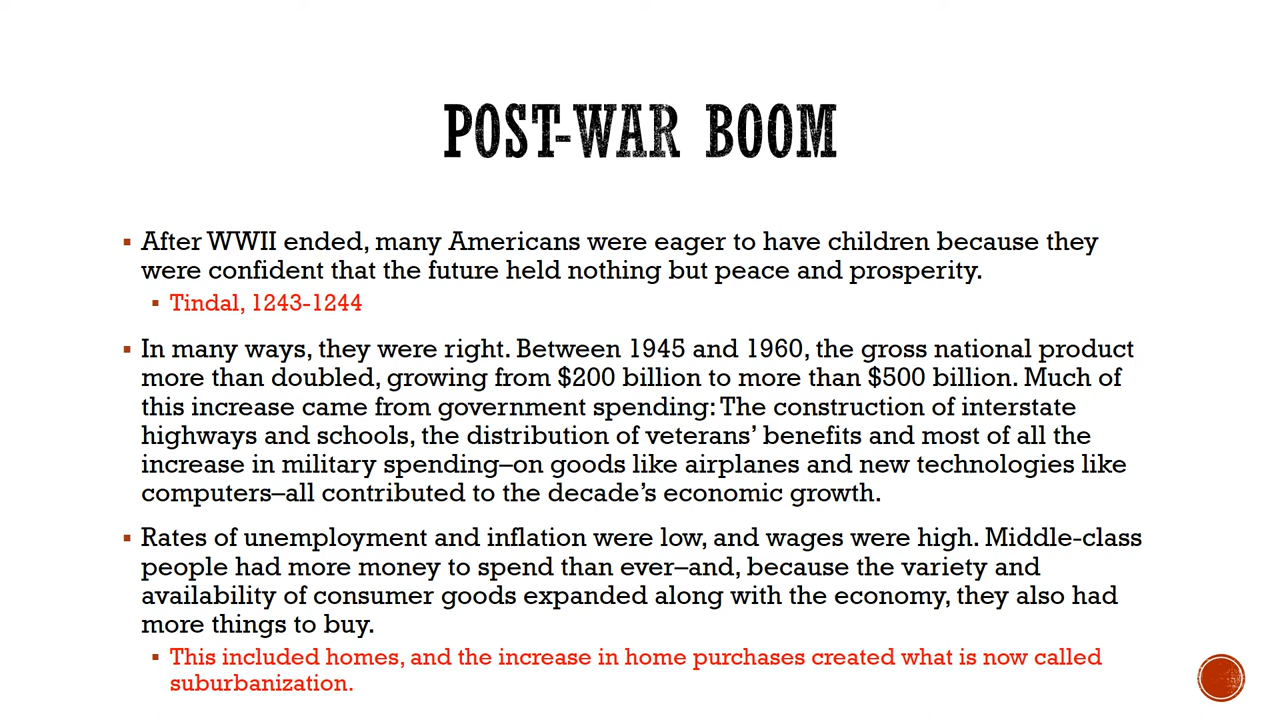 POST-WAR BOOM
▪ After WWII ended, many Americans were eager to have children because they
were confident that the future held nothing but peace and prosperity.
▪ Tindal, 1243-1244
▪ In many ways, they were right. Between 1945 and 1960, the gross national product
more than doubled, growing from $200 billion to more than $500 billion. Much of
this increase came from government spending: The construction of interstate
highways and schools, the distribution of veterans’ benefits and most of all the
increase in military spending–on goods like airplanes and new technologies like
computers–all contributed to the decade’s economic growth.
▪ Rates of unemployment and inflation were low, and wages were high. Middle-class
people had more money to spend than ever–and, because the variety and
availability of consumer goods expanded along with the economy, they also had
more things to buy.
▪ This included homes, and the increase in home purchases created what is now called
suburbanization.